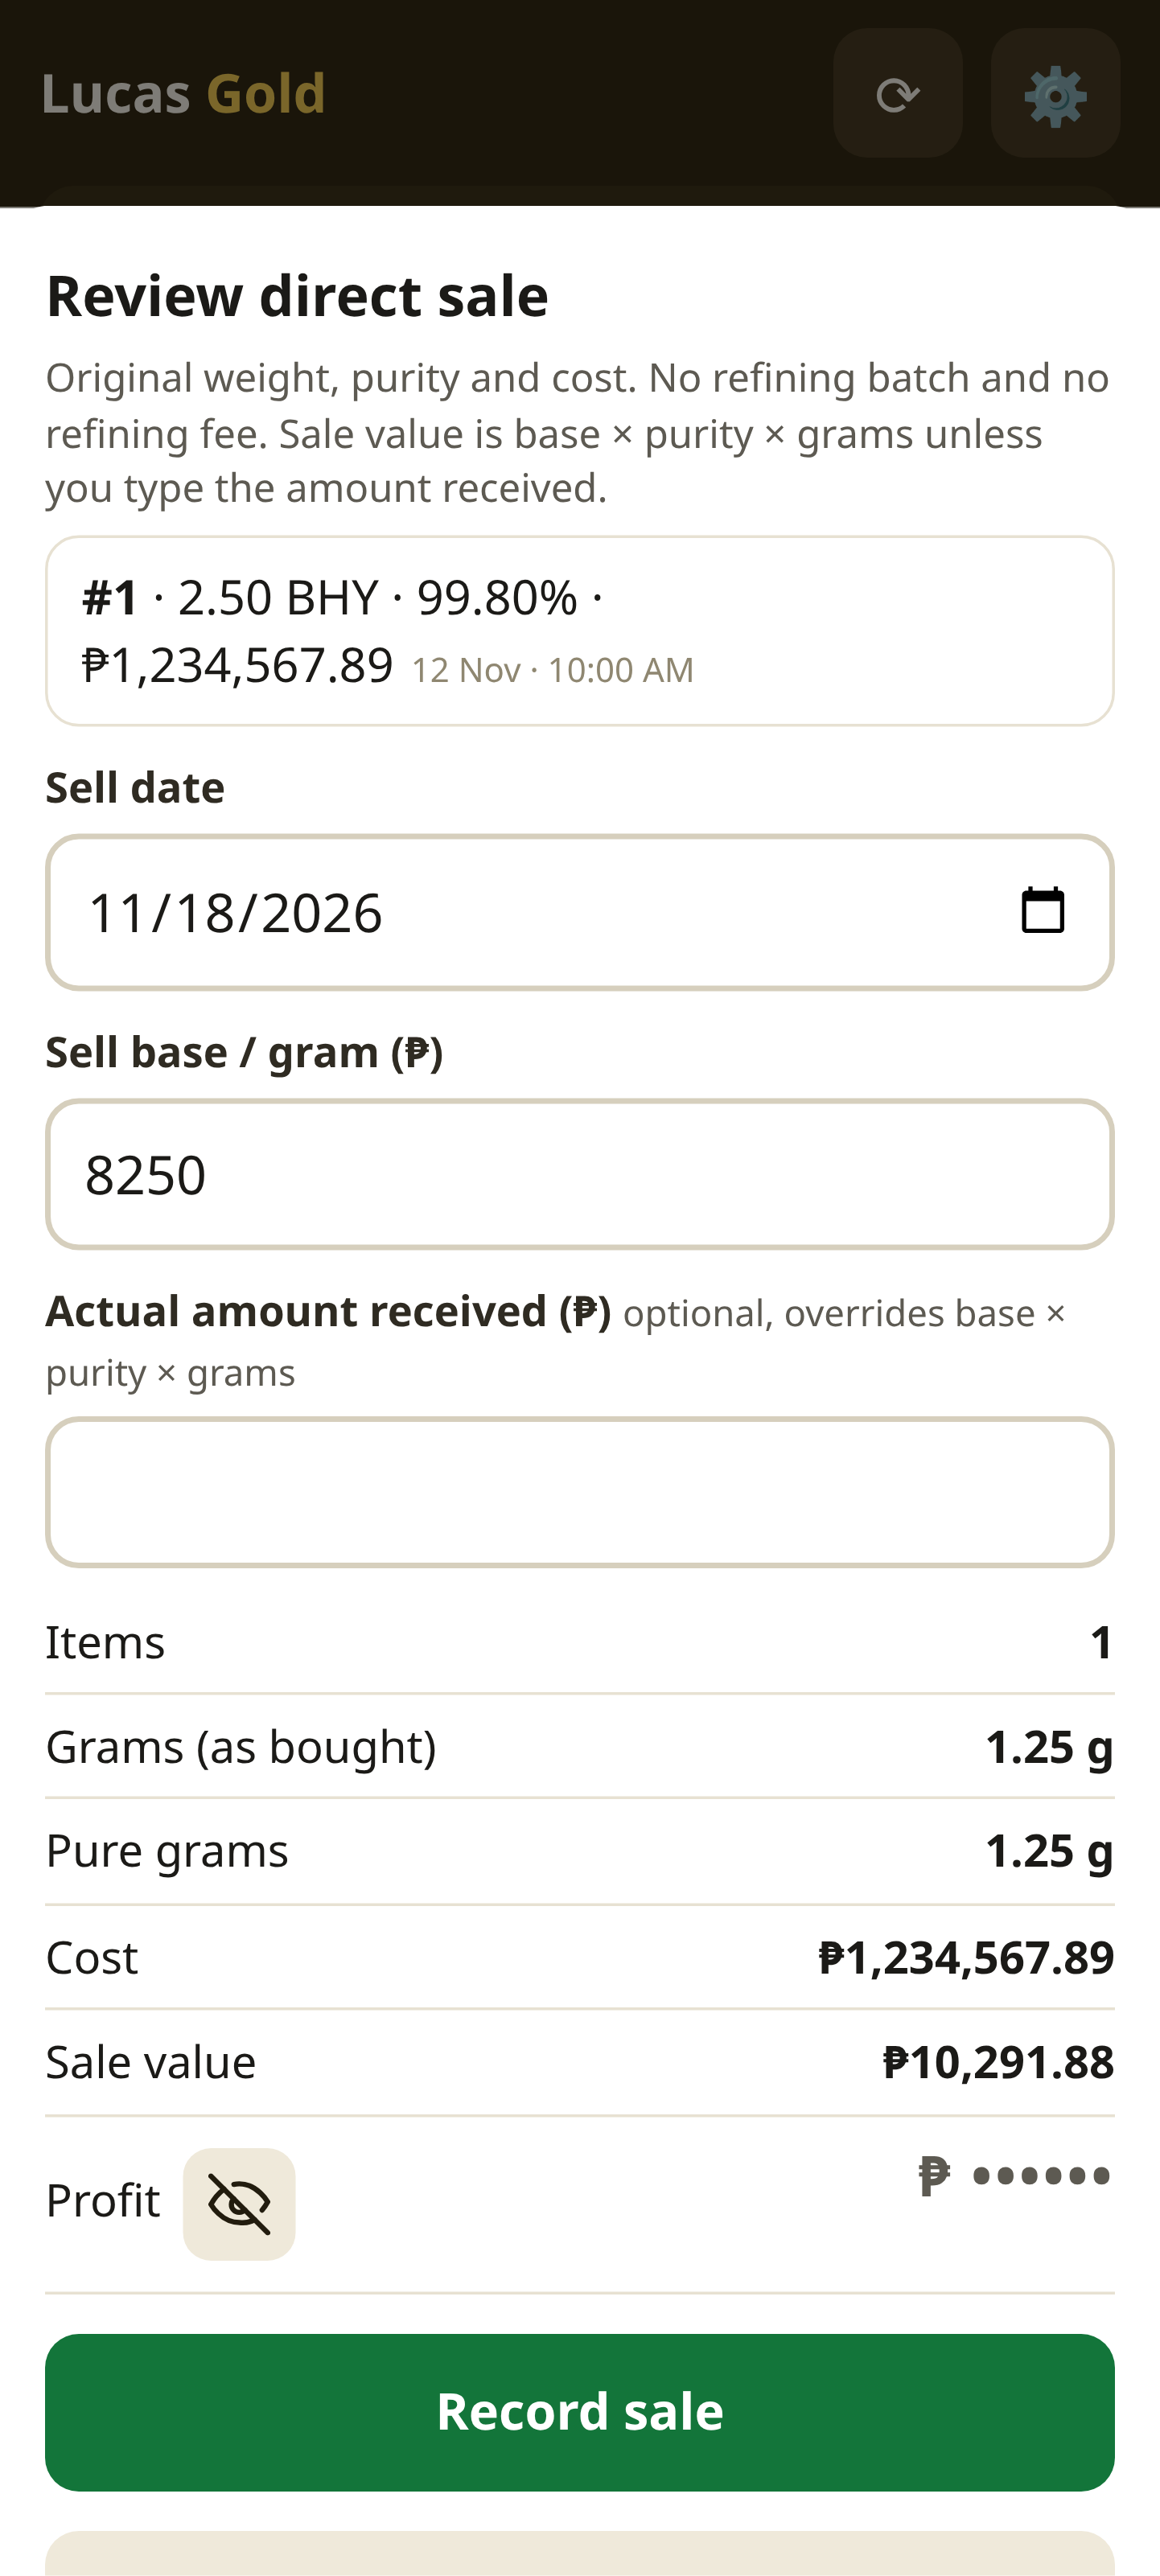 Lucas Gold
Review direct sale
Original weight, purity and cost. No refining batch and no
refining fee. Sale value is base × purity × grams unless
you type the amount received.
#1 · 2.50 BHY · 99.80% ·
₱1,234,567.89 12 Nov · 10:00 AM
Sell date
11/18/2026
Sell base / gram (₱)
8250
Actual amount received (₱) optional, overrides base ×
purity × grams
Items 1
Grams (as bought) 1.25 g
Pure grams 1.25 g
Cost ₱1,234,567.89
Sale value ₱10,291.88
Profit ₱ ••••••
Record sale